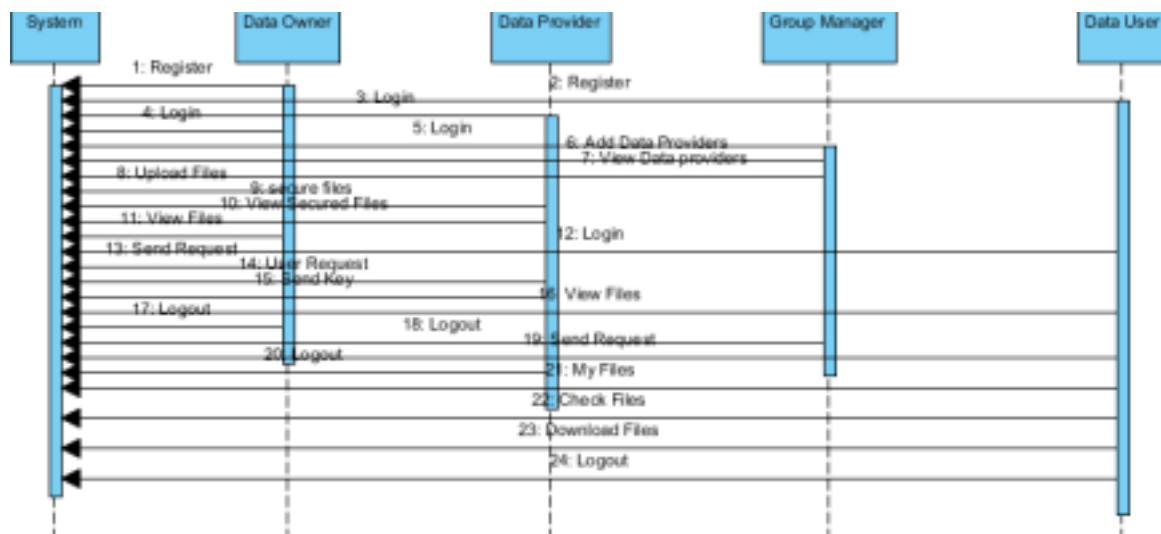 System
Data Owner
Data Provider
Group Manager
Data User
1: Register
2: Register
3: Login
4: Login
5: Login
6: Add Data Providers
7: View Data providers
8: Upload Files
9: secure files
10: View Secured Files
11: View Files
12: Login
13: Send Request
14: User Request
15: Send Key
16: View Files
17: Logout
18: Logout
19: Send Request
20: Logout
21: My Files
22: Check Files
23: Download Files
24: Logout